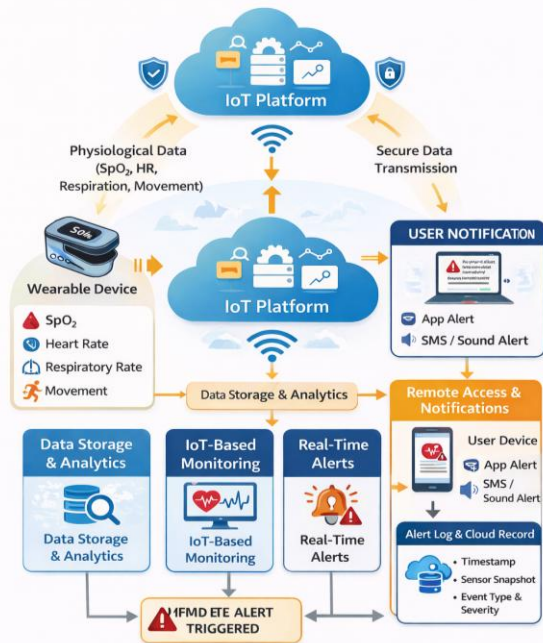 IoT Platform
Physiological Data
(SpO₂, HR,
Respiration, Movement)
Secure Data
Transmission
Wearable Device
SpO₂
Heart Rate
Respiratory Rate
Movement
IoT Platform
USER NOTIFICATION
App Alert
SMS / Sound Alert
Data Storage & Analytics
Remote Access &
Notifications
User Device
App Alert
SMS /
Sound Alert
Data Storage
& Analytics
Data Storage
& Analytics
IoT-Based
Monitoring
IoT-Based
Monitoring
Real-Time
Alerts
Real-Time
Alerts
Alert Log & Cloud Record
• Timestamp
• Sensor Snapshot
• Event Type &
Severity
ALERT
TRIGGERED